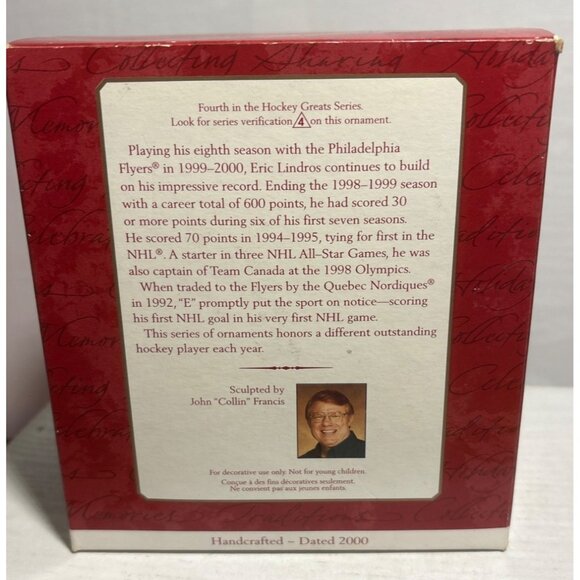 Collecting Sharing Holiday
Memories
Celebrat
Collecting
Traditions
Memories
Fourth in the Hockey Greats Series.
Look for series verification 4 on this ornament.
Playing his eighth season with the Philadelphia
Flyers® in 1999–2000, Eric Lindros continues to build
on his impressive record. Ending the 1998–1999 season
with a career total of 600 points, he had scored 30
or more points during six of his first seven seasons.
He scored 70 points in 1994–1995, tying for first in the
NHL®. A starter in three NHL All–Star Games, he was
also captain of Team Canada at the 1998 Olympics.
When traded to the Flyers by the Quebec Nordiques®
in 1992, "E" promptly put the sport on notice—scoring
his first NHL goal in his very first NHL game.
This series of ornaments honors a different outstanding
hockey player each year.
Sculpted by
John "Collin" Francis
For decorative use only. Not for young children.
Conçue à des fins décoratives seulement.
Ne convient pas aux jeunes enfants.
Handcrafted – Dated 2000